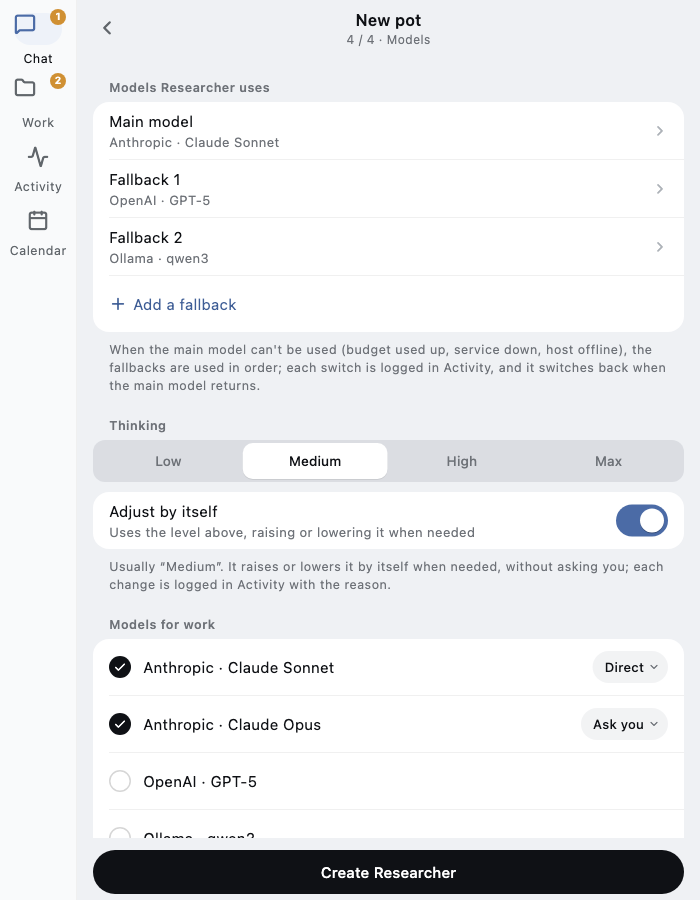 1
Chat
2
Work
Activity
Calendar
New pot
4 / 4 · Models
Models Researcher uses
Main model
Anthropic · Claude Sonnet
Fallback 1
OpenAI · GPT-5
Fallback 2
Ollama · qwen3
+ Add a fallback
When the main model can't be used (budget used up, service down, host offline), the
fallbacks are used in order; each switch is logged in Activity, and it switches back when
the main model returns.
Thinking
Low Medium High Max
Adjust by itself
Uses the level above, raising or lowering it when needed
Usually “Medium”. It raises or lowers it by itself when needed, without asking you; each
change is logged in Activity with the reason.
Models for work
Anthropic · Claude Sonnet Direct
Anthropic · Claude Opus Ask you
OpenAI · GPT-5
Ollama · qwen3
Create Researcher